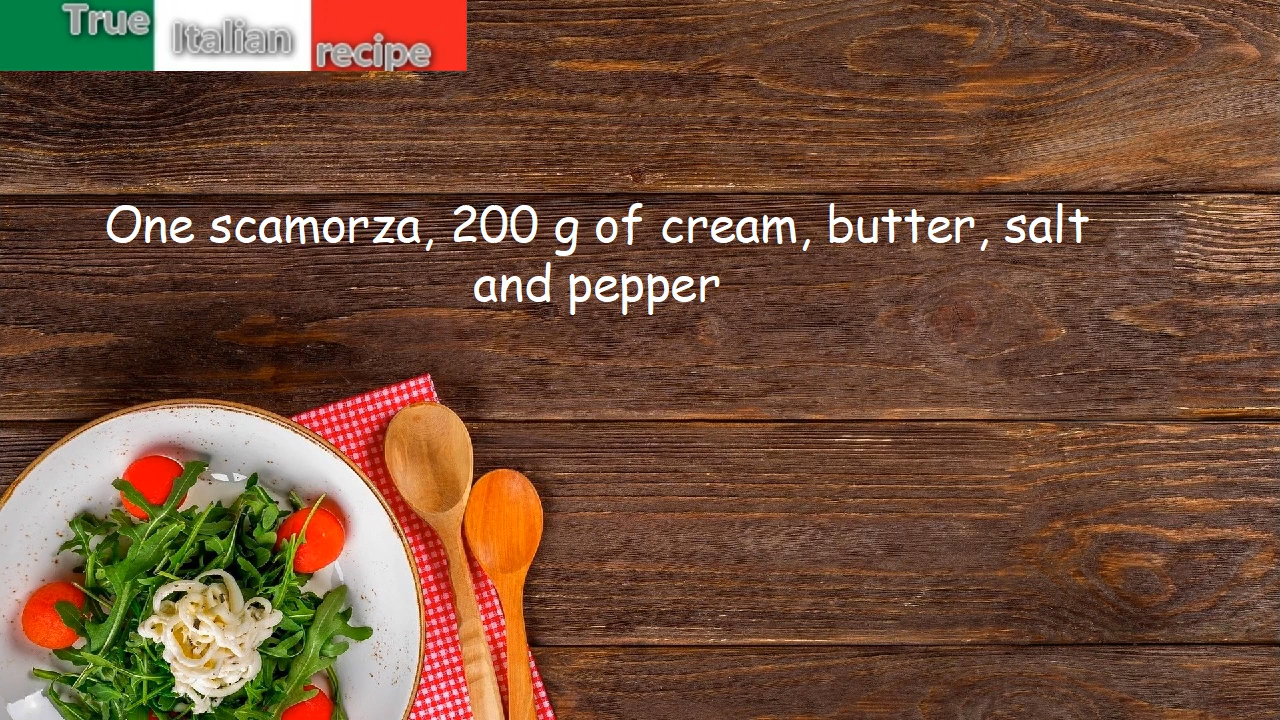 True Italian recipe
One scamorza, 200 g of cream, butter, salt
and pepper